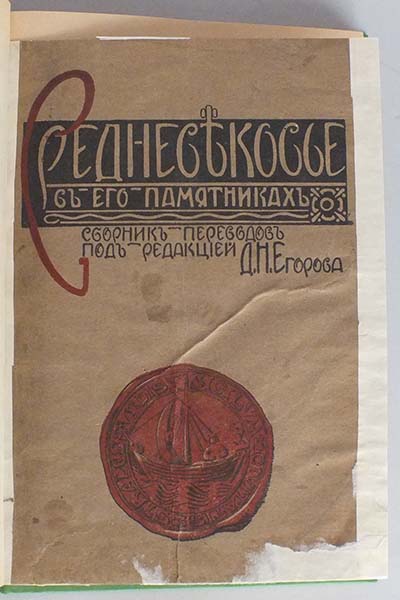 СРЕДНЕВѢКОВЬЕ
ВЪ ЕГО ПАМЯТНИКАХЪ
СБОРНИКЪ ПЕРЕВОДОВЪ
ПОДЪ РЕДАКЦІЕЙ Д.Н.ЕГОРОВА